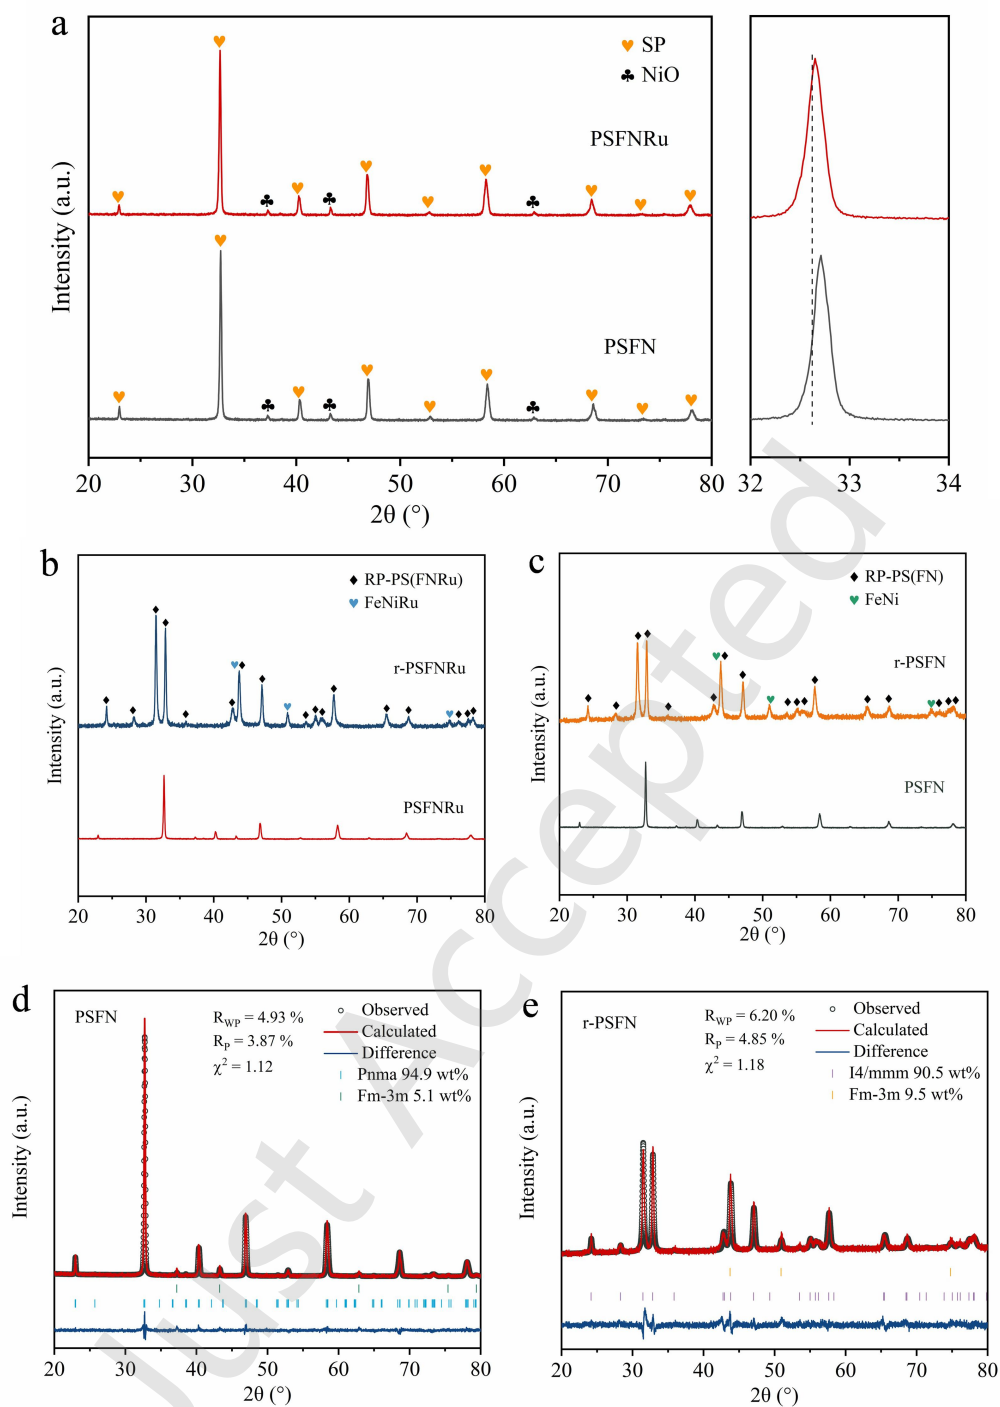 a
SP
NiO
PSFNRu
PSFN
Intensity (a.u.)
20 30 40 50 60 70 80
2θ (°)
32 33 34
b
RP-PS(FNRu)
FeNiRu
r-PSFNRu
PSFNRu
Intensity (a.u.)
20 30 40 50 60 70 80
2θ (°)
c
RP-PS(FN)
FeNi
r-PSFN
PSFN
Intensity (a.u.)
20 30 40 50 60 70 80
2θ (°)
d
PSFN
R_WP = 4.93 %
R_P = 3.87 %
χ² = 1.12
Observed
Calculated
Difference
Pnma 94.9 wt%
Fm-3m 5.1 wt%
Intensity (a.u.)
20 30 40 50 60 70 80
2θ (°)
e
r-PSFN
R_WP = 6.20 %
R_P = 4.85 %
χ² = 1.18
Observed
Calculated
Difference
I4/mmm 90.5 wt%
Fm-3m 9.5 wt%
Intensity (a.u.)
20 30 40 50 60 70 80
2θ (°)
Just Accepted